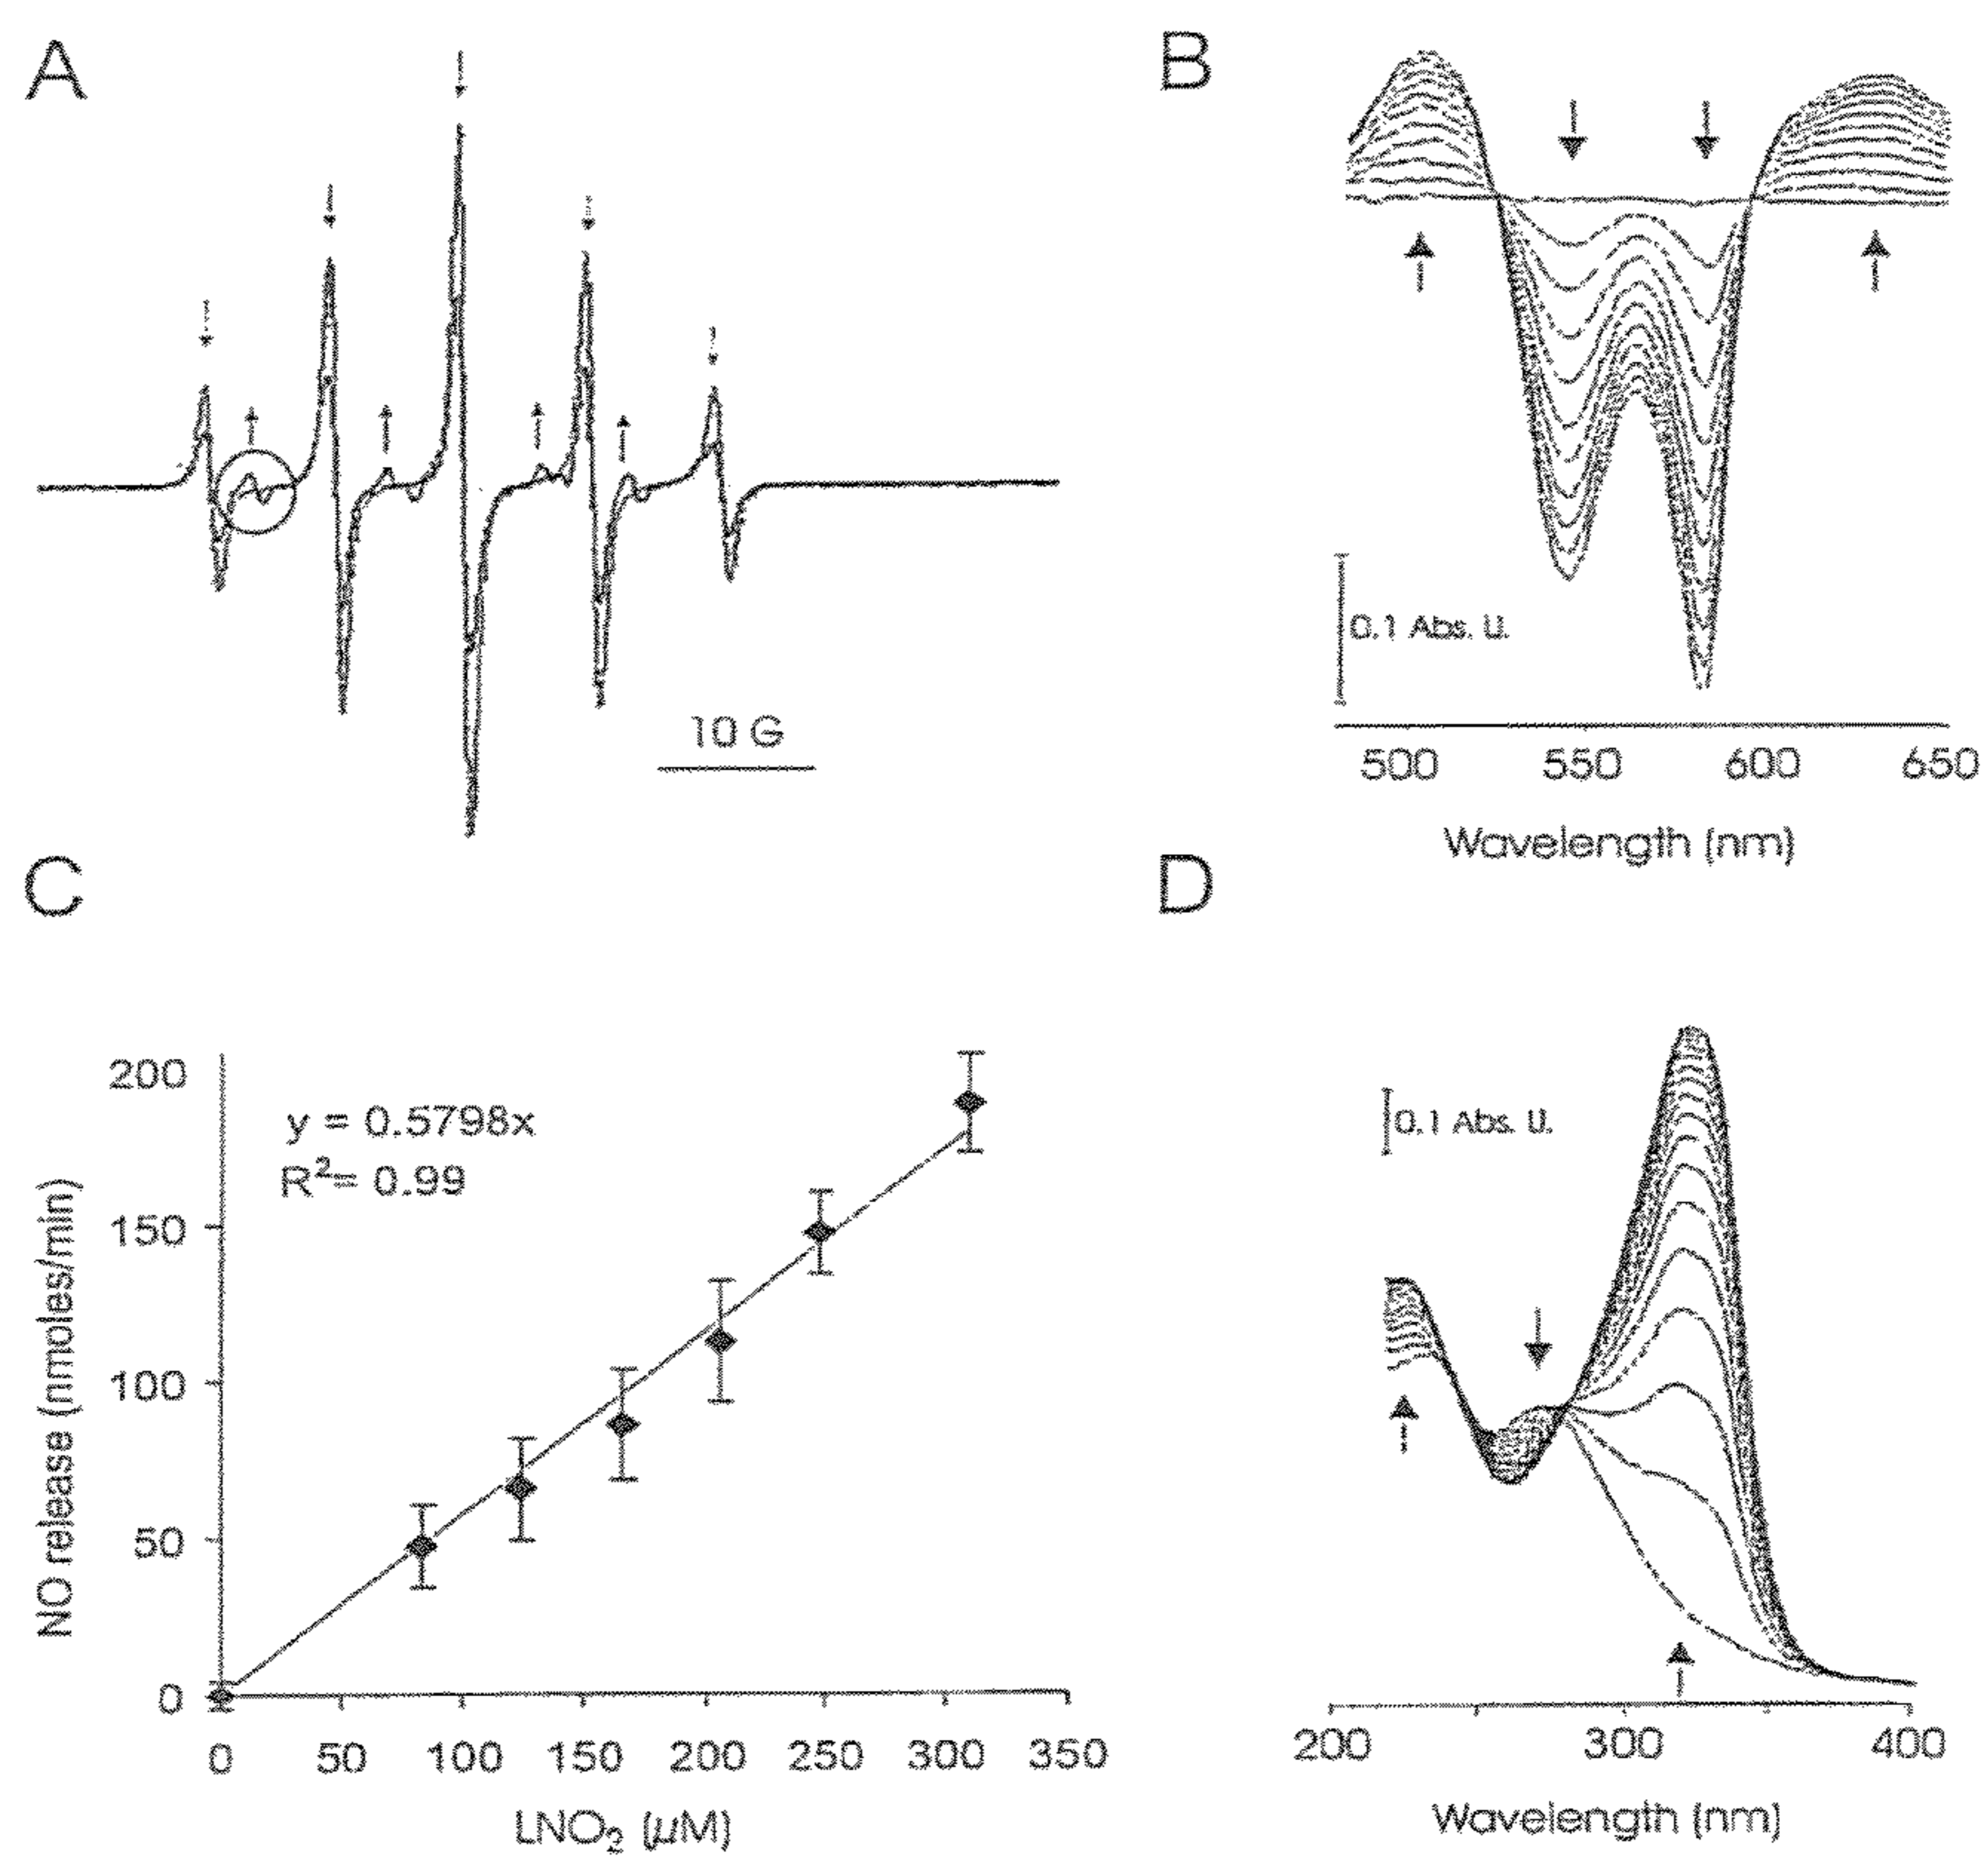 A
10 G
B
0.1 Abs. U.
500 550 600 650
Wavelength (nm)
C
y = 0.5798x
R²= 0.99
NO release (nmoles/min)
200
150
100
50
0
0 50 100 150 200 250 300 350
LNO₂ (μM)
D
0.1 Abs. U.
200 300 400
Wavelength (nm)